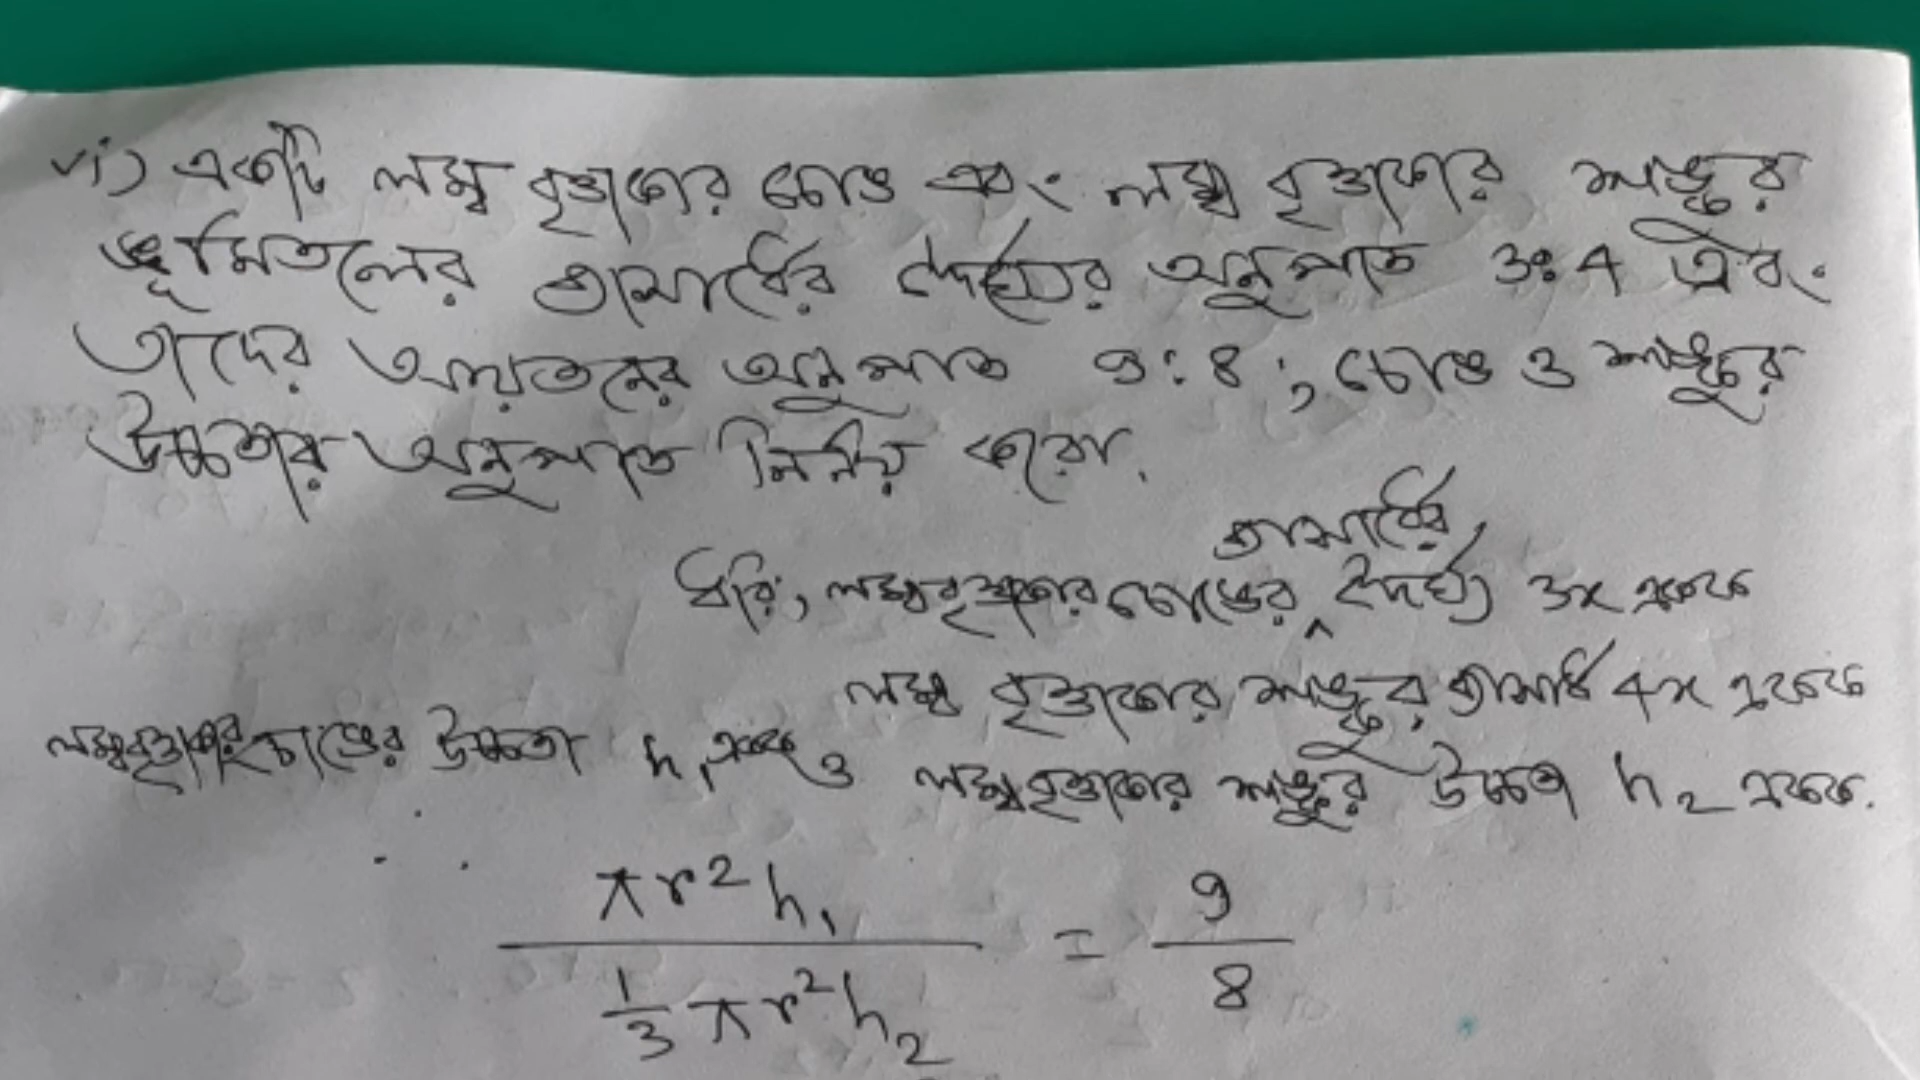 vi) একটি লম্ব বৃত্তাকার চোঙ এবং লম্ব বৃত্তাকার শঙ্কুর
ভূমিতলের ব্যাসার্ধের দৈর্ঘ্যের অনুপাত 3:4 এবং
তাদের আয়তনের অনুপাত 9:8; চোঙ ও শঙ্কুর
উচ্চতার অনুপাত নির্নয় করো.
ব্যাসার্ধের
ধরি, লম্ববৃত্তাকার চোঙের ^ দৈর্ঘ্য 3x একক
লম্ব বৃত্তাকার শঙ্কুর ব্যাসার্ধ 4x একক
লম্ববৃত্তাকার চোঙের উচ্চতা h₁ একক ও লম্ববৃত্তাকার শঙ্কুর উচ্চতা h₂ একক.
πr²h₁ / ⅓πr²h₂ = 9/8